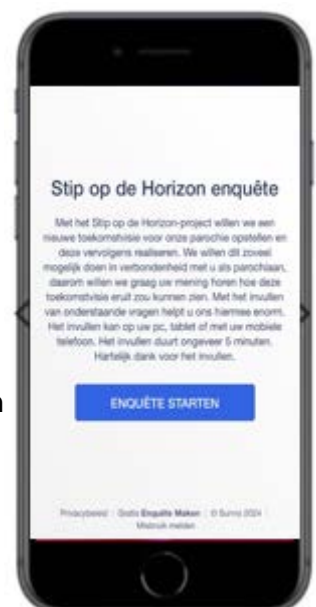 Stip op de Horizon enquête
Met het Stip op de Horizon-project willen we een
nieuwe toekomstvisie voor onze parochie opstellen en
deze vervolgens realiseren. We willen dit zoveel
mogelijk doen in verbondenheid met u als parochiaan,
daarom willen we graag uw mening horen hoe deze
toekomstvisie eruit zou kunnen zien. Met het invullen
van onderstaande vragen helpt u ons hiermee enorm.
Het invullen kan op uw pc, tablet of met uw mobiele
telefoon. Het invullen duurt ongeveer 5 minuten.
Hartelijk dank voor het invullen.
ENQUÊTE STARTEN
Privacybeleid | Gratis Enquête Maken | © Survio 2024 |
Misbruik melden